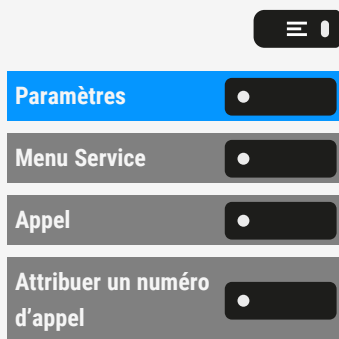 Paramètres
Menu Service
Appel
Attribuer un numéro
d’appel